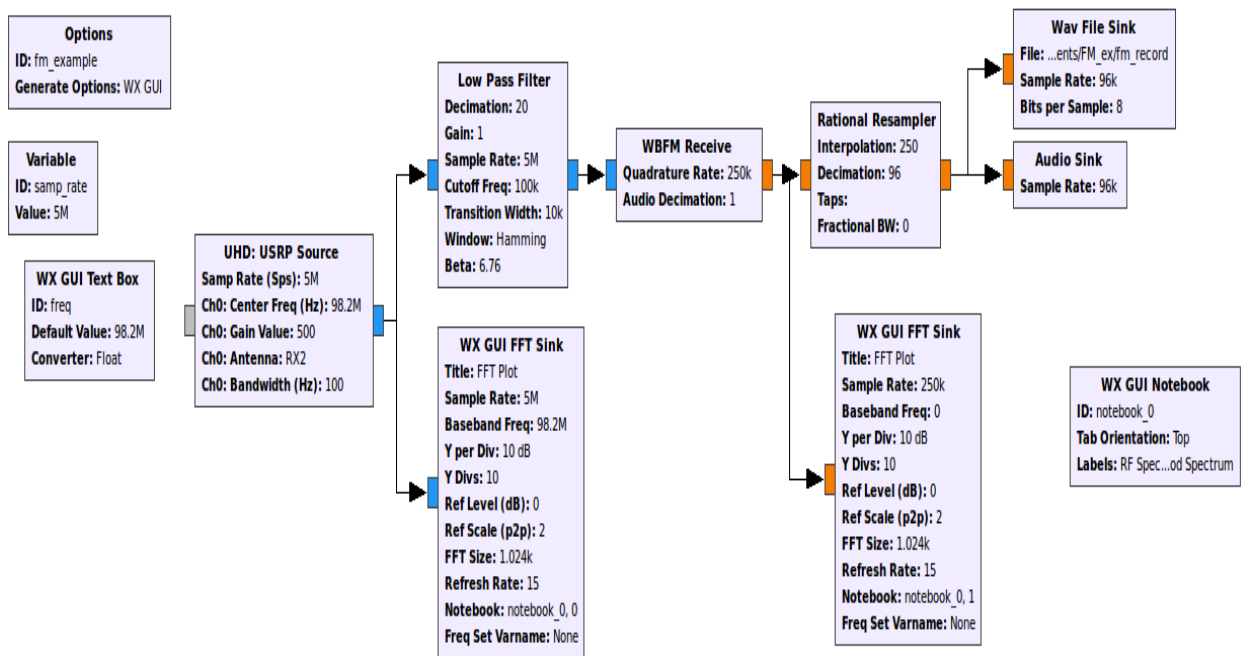 Options
ID: fm_example
Generate Options: WX GUI
Variable
ID: samp_rate
Value: 5M
WX GUI Text Box
ID: freq
Default Value: 98.2M
Converter: Float
UHD: USRP Source
Samp Rate (Sps): 5M
Ch0: Center Freq (Hz): 98.2M
Ch0: Gain Value: 500
Ch0: Antenna: RX2
Ch0: Bandwidth (Hz): 100
Low Pass Filter
Decimation: 20
Gain: 1
Sample Rate: 5M
Cutoff Freq: 100k
Transition Width: 10k
Window: Hamming
Beta: 6.76
WX GUI FFT Sink
Title: FFT Plot
Sample Rate: 5M
Baseband Freq: 98.2M
Y per Div: 10 dB
Y Divs: 10
Ref Level (dB): 0
Ref Scale (p2p): 2
FFT Size: 1.024k
Refresh Rate: 15
Notebook: notebook_0, 0
Freq Set Varname: None
WBFM Receive
Quadrature Rate: 250k
Audio Decimation: 1
Rational Resampler
Interpolation: 250
Decimation: 96
Taps:
Fractional BW: 0
WX GUI FFT Sink
Title: FFT Plot
Sample Rate: 250k
Baseband Freq: 0
Y per Div: 10 dB
Y Divs: 10
Ref Level (dB): 0
Ref Scale (p2p): 2
FFT Size: 1.024k
Refresh Rate: 15
Notebook: notebook_0, 1
Freq Set Varname: None
Wav File Sink
File: ...ents/FM_ex/fm_record
Sample Rate: 96k
Bits per Sample: 8
Audio Sink
Sample Rate: 96k
WX GUI Notebook
ID: notebook_0
Tab Orientation: Top
Labels: RF Spec...od Spectrum